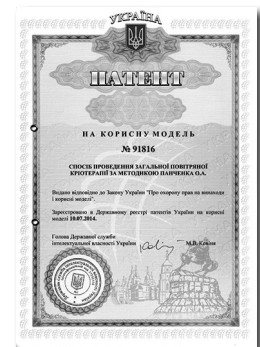 УКРАЇНА
ПАТЕНТ
НА КОРИСНУ МОДЕЛЬ
№ 91816
СПОСІБ ПРОВЕДЕННЯ ЗАГАЛЬНОЇ ПОВІТРЯНОЇ
КРІОТЕРАПІЇ ЗА МЕТОДИКОЮ ПАНЧЕНКА О.А.
Видано відповідно до Закону України "Про охорону прав на винаходи
і корисні моделі".
Зареєстровано в Державному реєстрі патентів України на корисні
моделі 10.07.2014.
Голова Державної служби
інтелектуальної власності України
М.В. Ковіня